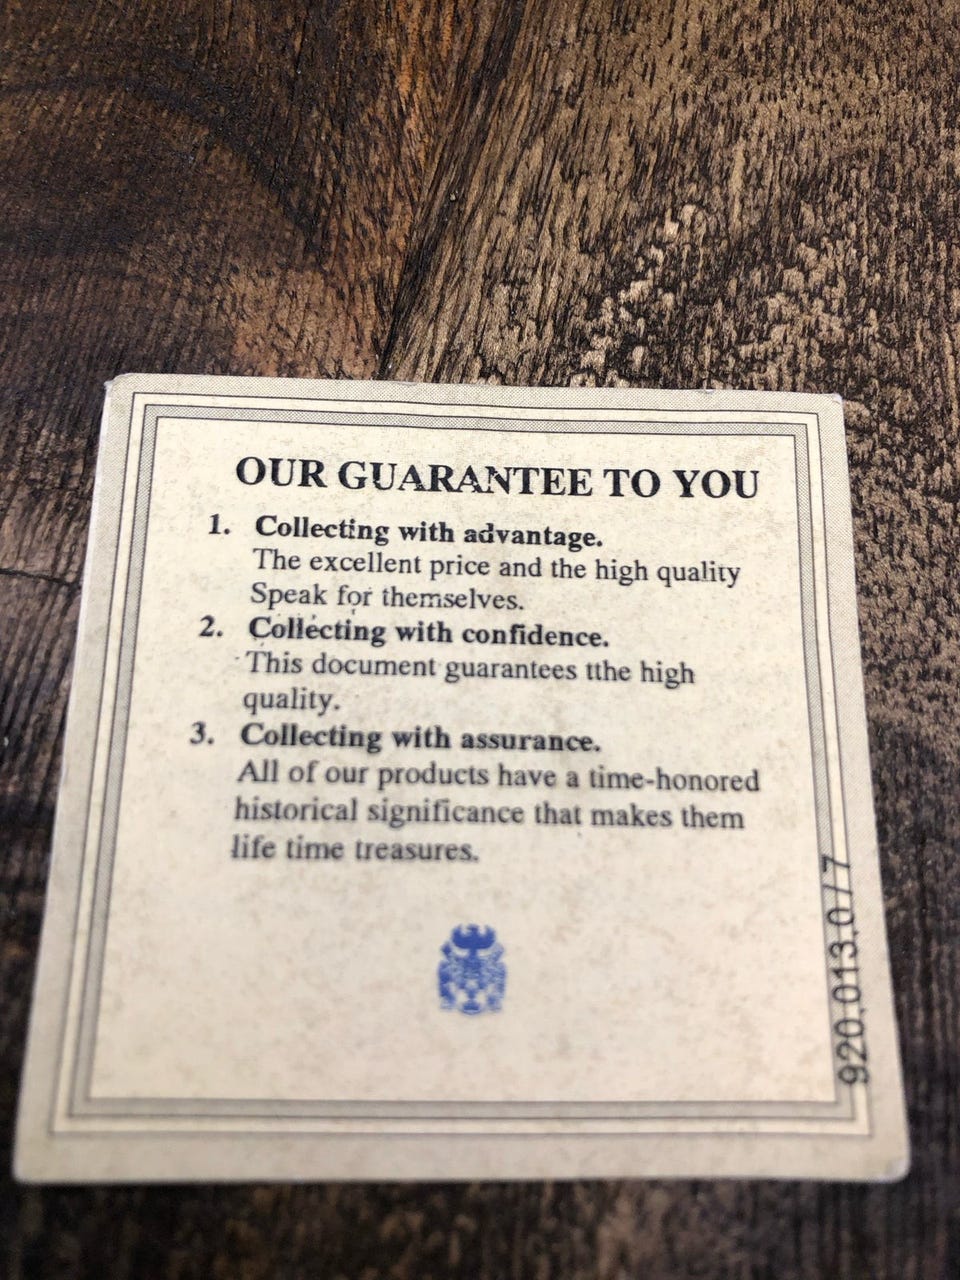 OUR GUARANTEE TO YOU
1. Collecting with advantage.
The excellent price and the high quality
Speak for themselves.
2. Collecting with confidence.
This document guarantees tthe high
quality.
3. Collecting with assurance.
All of our products have a time-honored
historical significance that makes them
life time treasures.
920.013.0/7